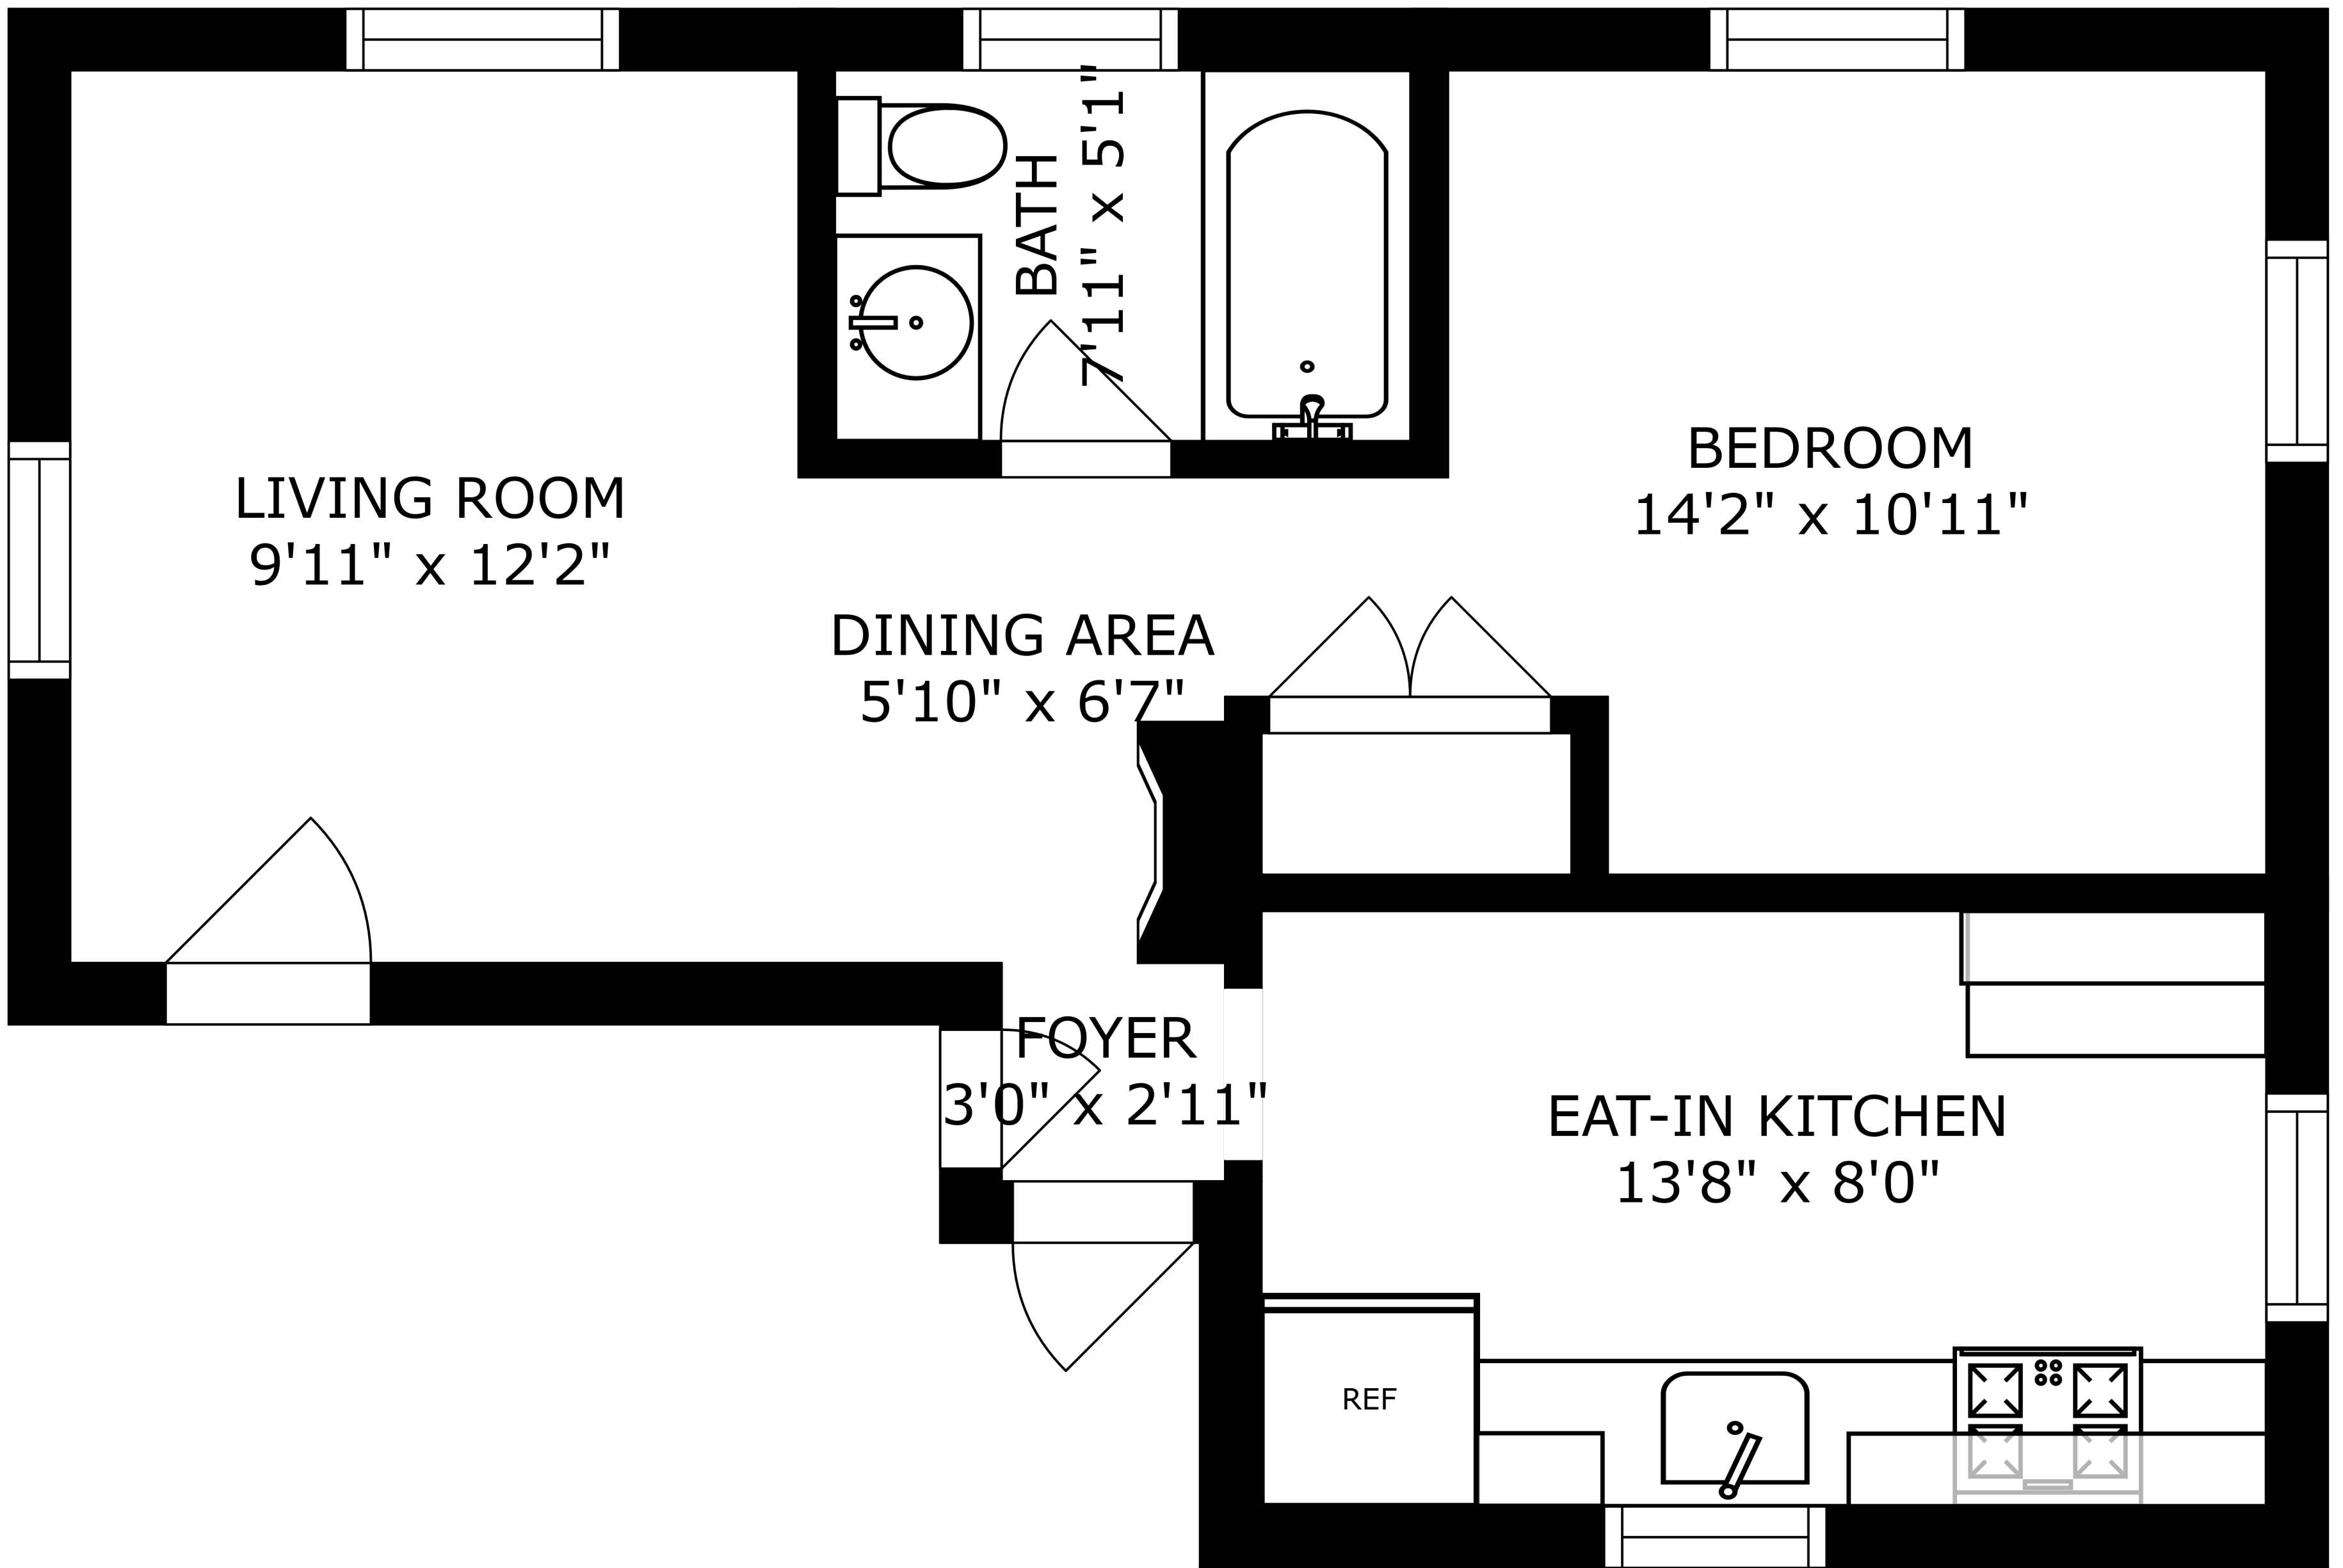 BATH
7'11" x 5'1"
LIVING ROOM
9'11" x 12'2"
BEDROOM
14'2" x 10'11"
DINING AREA
5'10" x 6'7"
FOYER
3'0" x 2'11"
EAT-IN KITCHEN
13'8" x 8'0"
REF